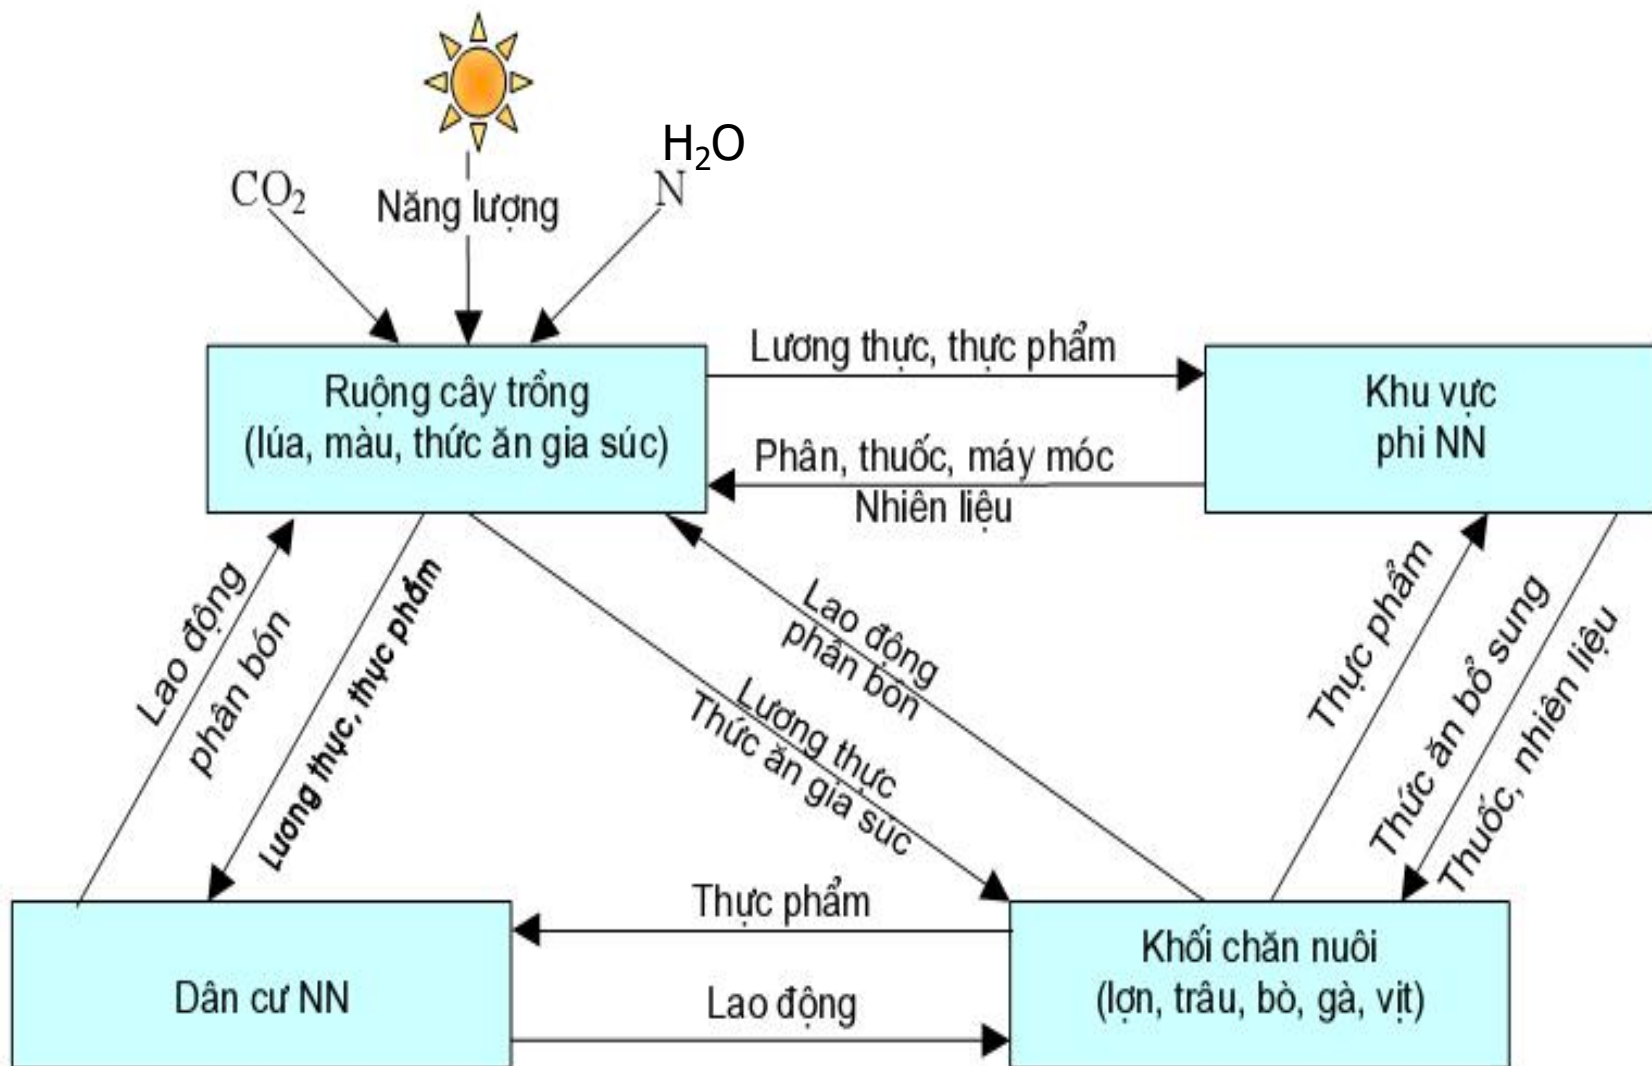 H₂O
CO₂
N
Năng lượng
Lương thực, thực phẩm
Ruộng cây trồng
(lúa, màu, thức ăn gia súc)
Khu vực
phi NN
Phân, thuốc, máy móc
Nhiên liệu
Lao động
phân bón
Lương thực, thực phẩm
Lao động
phân bón
Lương thực
Thức ăn gia súc
Thực phẩm
Thức ăn bổ sung
Thuốc, nhiên liệu
Thực phẩm
Dân cư NN
Lao động
Khối chăn nuôi
(lợn, trâu, bò, gà, vịt)